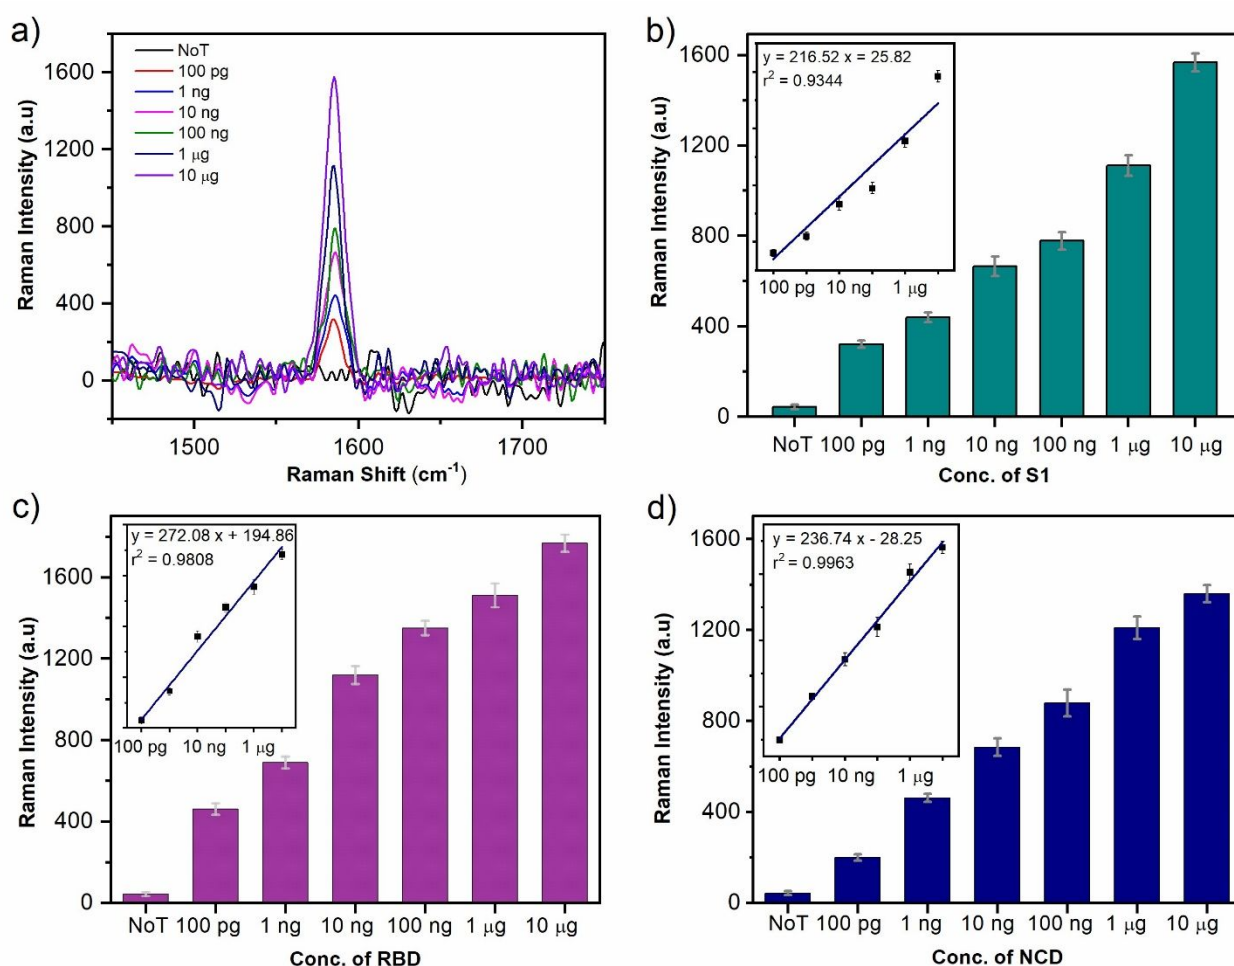 a)
NoT
100 pg
1 ng
10 ng
100 ng
1 μg
10 μg
1600
1200
800
400
0
Raman Intensity (a.u)
1500 1600 1700
Raman Shift (cm⁻¹)
b)
y = 216.52 x = 25.82
r² = 0.9344
100 pg 10 ng 1 μg
1600
1200
800
400
0
Raman Intensity (a.u)
NoT 100 pg 1 ng 10 ng 100 ng 1 μg 10 μg
Conc. of S1
c)
y = 272.08 x + 194.86
r² = 0.9808
100 pg 10 ng 1 μg
1600
1200
800
400
0
Raman Intensity (a.u)
NoT 100 pg 1 ng 10 ng 100 ng 1 μg 10 μg
Conc. of RBD
d)
y = 236.74 x - 28.25
r² = 0.9963
100 pg 10 ng 1 μg
1600
1200
800
400
0
Raman Intensity (a.u)
NoT 100 pg 1 ng 10 ng 100 ng 1 μg 10 μg
Conc. of NCD